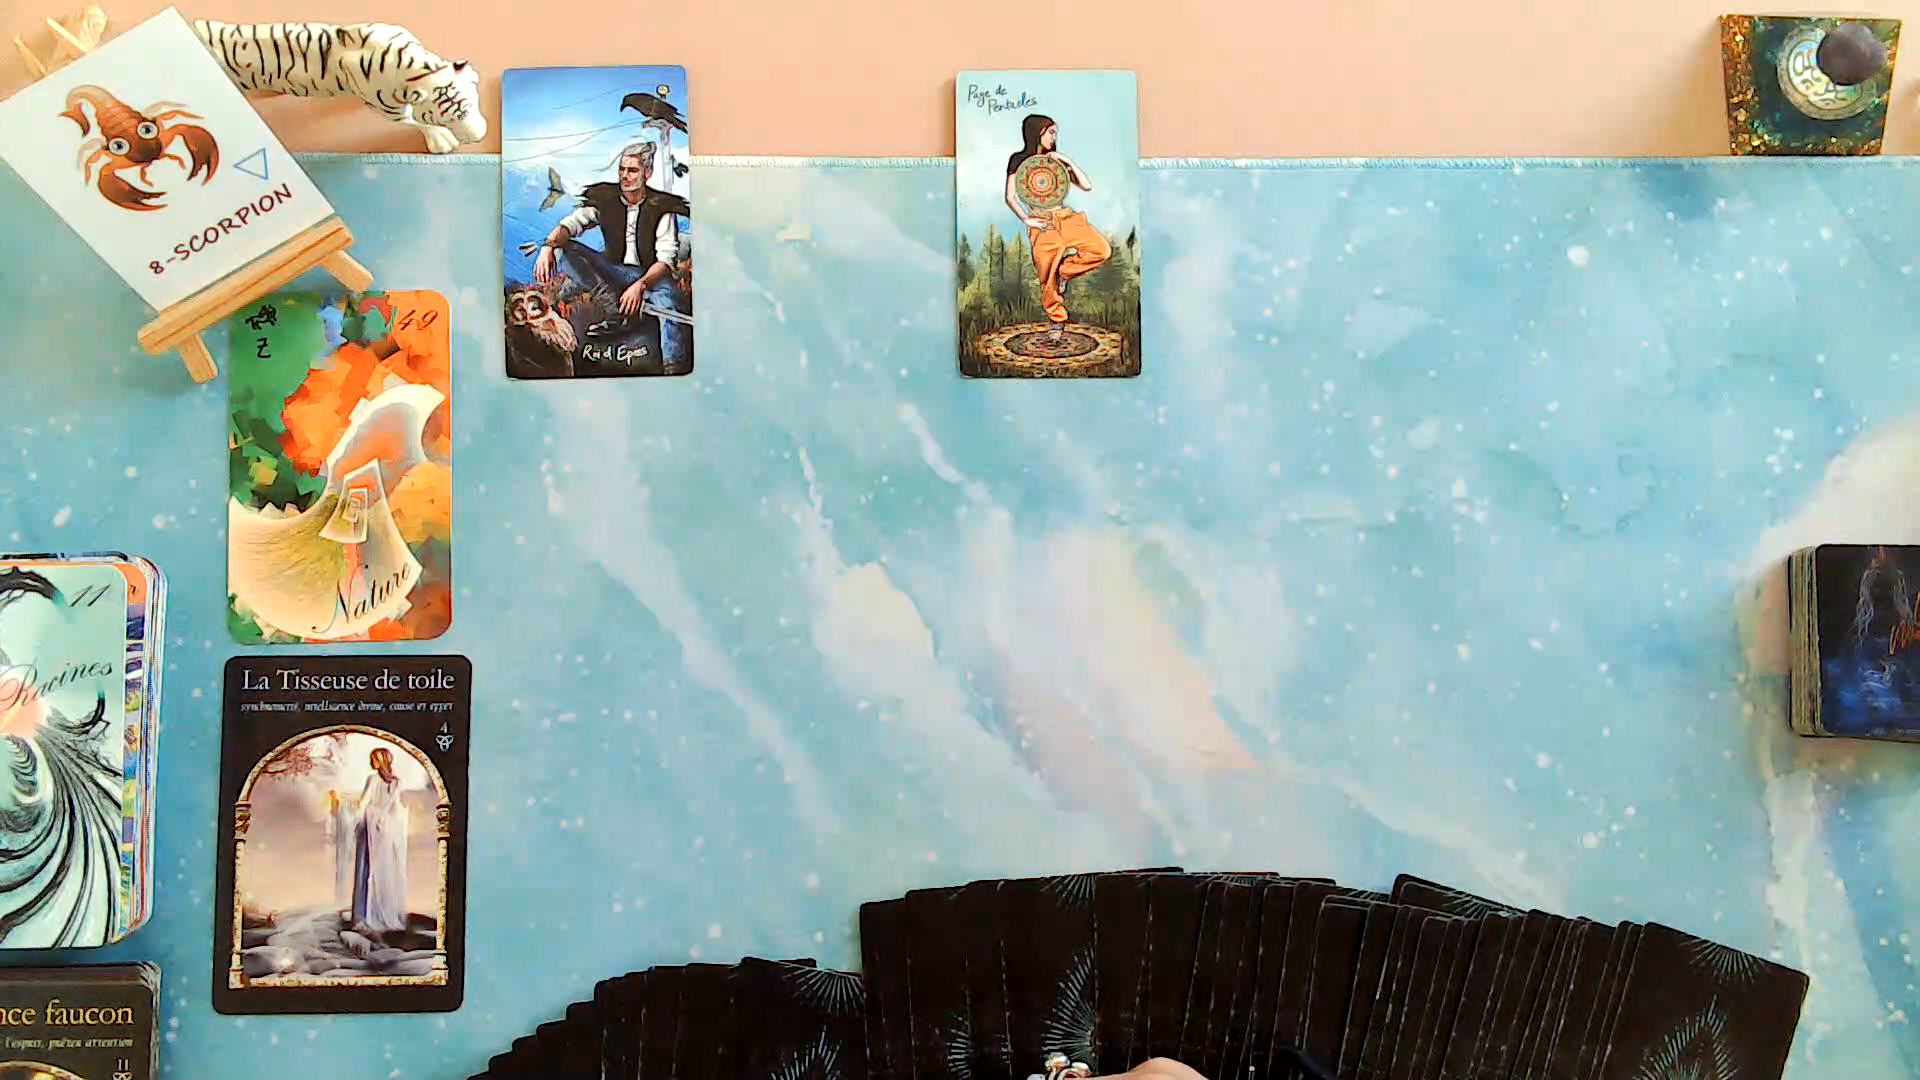 8-SCORPION
Page de
Pentacles
Roi d'Epées
Z
49
Nature
11
Racines
La Tisseuse de toile
synchronicité, intelligence divine, cause et effet
4
nce faucon
l'esprit, prêter attention
11